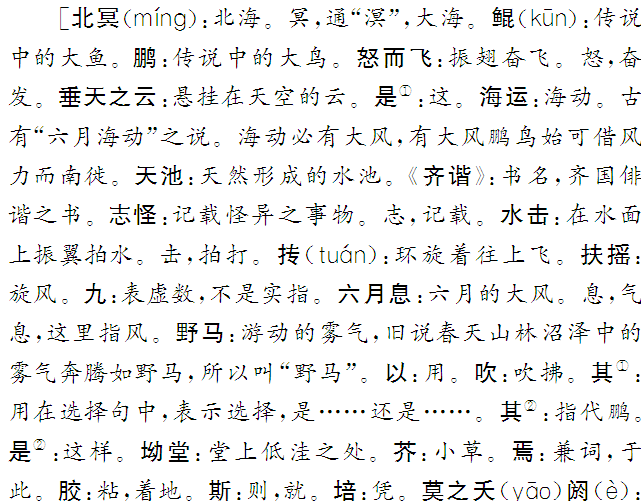 [北冥(míng):北海。冥,通“溟”,大海。鲲(kūn):传说
中的大鱼。鹏:传说中的大鸟。怒而飞:振翅奋飞。怒,奋
发。垂天之云:悬挂在天空的云。是①:这。海运:海动。古
有“六月海动”之说。海动必有大风,有大风鹏鸟始可借风
力而南徙。天池:天然形成的水池。《齐谐》:书名,齐国俳
谐之书。志怪:记载怪异之事物。志,记载。水击:在水面
上振翼拍水。击,拍打。抟(tuán):环旋着往上飞。扶摇:
旋风。九:表虚数,不是实指。六月息:六月的大风。息,气
息,这里指风。野马:游动的雾气,旧说春天山林沼泽中的
雾气奔腾如野马,所以叫“野马”。以:用。吹:吹拂。其①:
用在选择句中,表示选择,是……还是……。其②:指代鹏。
是②:这样。坳堂:堂上低洼之处。芥:小草。焉:兼词,于
此。胶:粘,着地。斯:则,就。培:凭。莫之夭(yāo)阏(è):